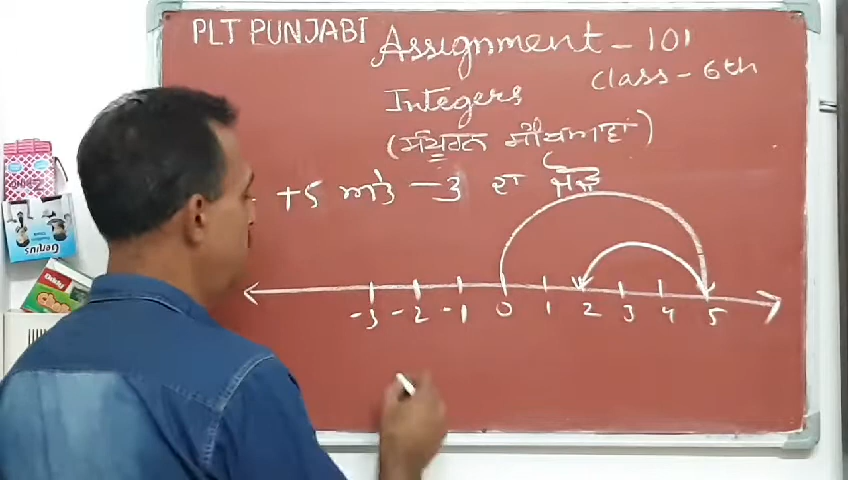 PLT PUNJABI
Assignment - 101
Class - 6th
Integers
(ਸੰਪੂਰਨ ਸੰਖਿਆਵਾਂ)
+5 ਅਤੇ -3 ਦਾ ਜੋੜ
-3 -2 -1 0 1 2 3 4 5
Genius